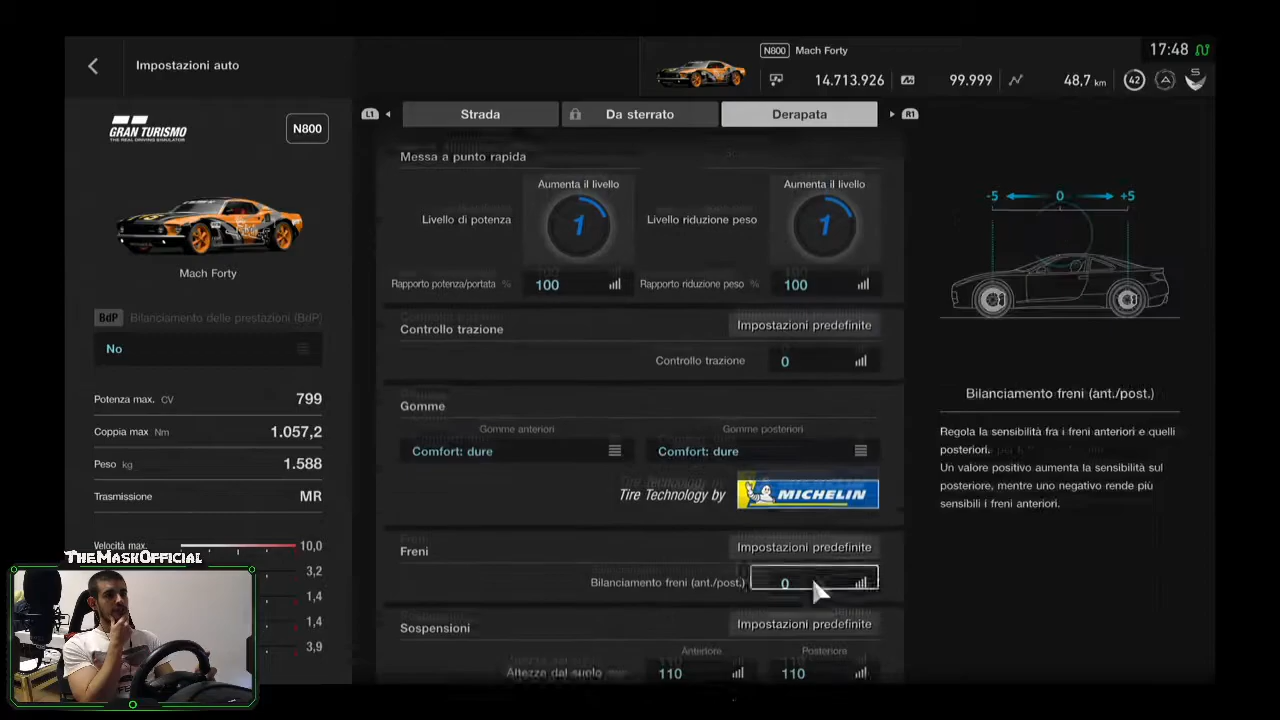 Impostazioni auto
N800 Mach Forty
17:48
14.713.926
99.999
48,7 km
42
S
GRAN TURISMO
THE REAL DRIVING SIMULATOR
N800
Mach Forty
BdP Bilanciamento delle prestazioni (BdP)
No
Potenza max. CV 799
Coppia max Nm 1.057,2
Peso kg 1.588
Trasmissione MR
Velocità max. 10,0
3,2
1,4
1,4
3,9
THEMASKOFFICIAL
L1 Strada Da sterrato Derapata R1
Messa a punto rapida
Livello di potenza
Aumenta il livello
1
Livello riduzione peso
Aumenta il livello
1
Rapporto potenza/portata % 100
Rapporto riduzione peso % 100
Controllo trazione
Impostazioni predefinite
Controllo trazione 0
Gomme
Gomme anteriori
Gomme posteriori
Comfort: dure
Comfort: dure
Tire Technology by MICHELIN
Freni
Impostazioni predefinite
Bilanciamento freni (ant./post.) 0
Sospensioni
Impostazioni predefinite
Anteriore
Posteriore
Altezze dal suolo 110 110
-5 0 +5
Bilanciamento freni (ant./post.)
Regola la sensibilità fra i freni anteriori e quelli
posteriori.
Un valore positivo aumenta la sensibilità sul
posteriore, mentre uno negativo rende più
sensibili i freni anteriori.